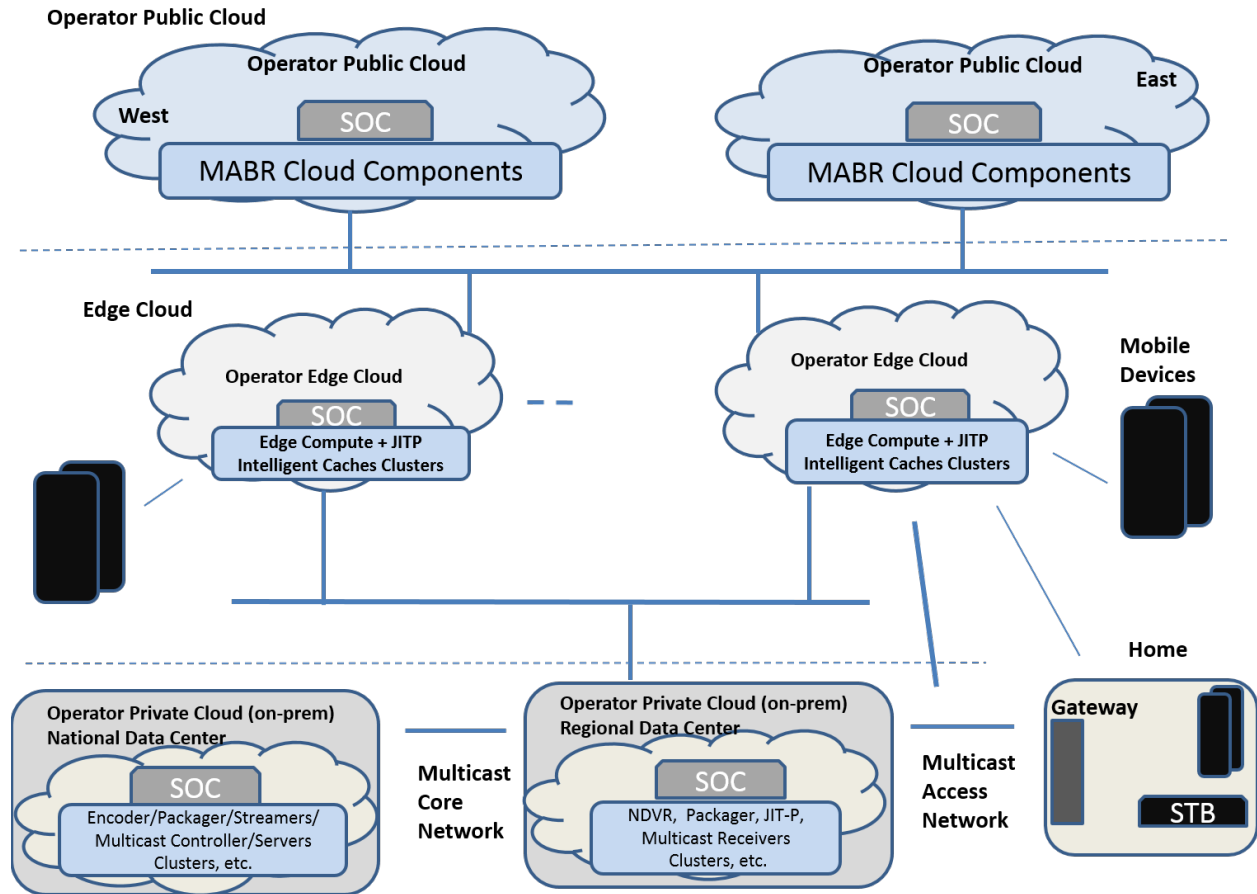 Operator Public Cloud
Operator Public Cloud
West
SOC
MABR Cloud Components
Operator Public Cloud
East
SOC
MABR Cloud Components
Edge Cloud
Operator Edge Cloud
SOC
Edge Compute + JITP
Intelligent Caches Clusters
Operator Edge Cloud
SOC
Edge Compute + JITP
Intelligent Caches Clusters
Mobile
Devices
Operator Private Cloud (on-prem)
National Data Center
SOC
Encoder/Packager/Streamers/
Multicast Controller/Servers
Clusters, etc.
Multicast
Core
Network
Operator Private Cloud (on-prem)
Regional Data Center
SOC
NDVR, Packager, JIT-P,
Multicast Receivers
Clusters, etc.
Multicast
Access
Network
Home
Gateway
STB